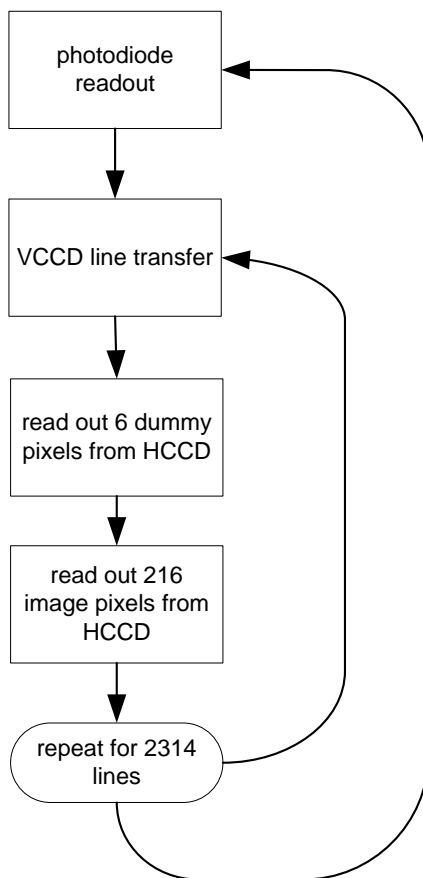 photodiode
readout
VCCD line transfer
read out 6 dummy
pixels from HCCD
read out 216
image pixels from
HCCD
repeat for 2314
lines